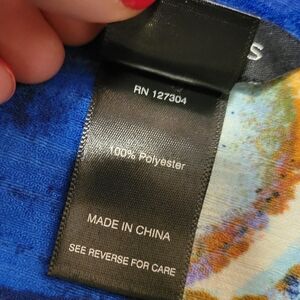 S
RN 127304
100% Polyester
MADE IN CHINA
SEE REVERSE FOR CARE